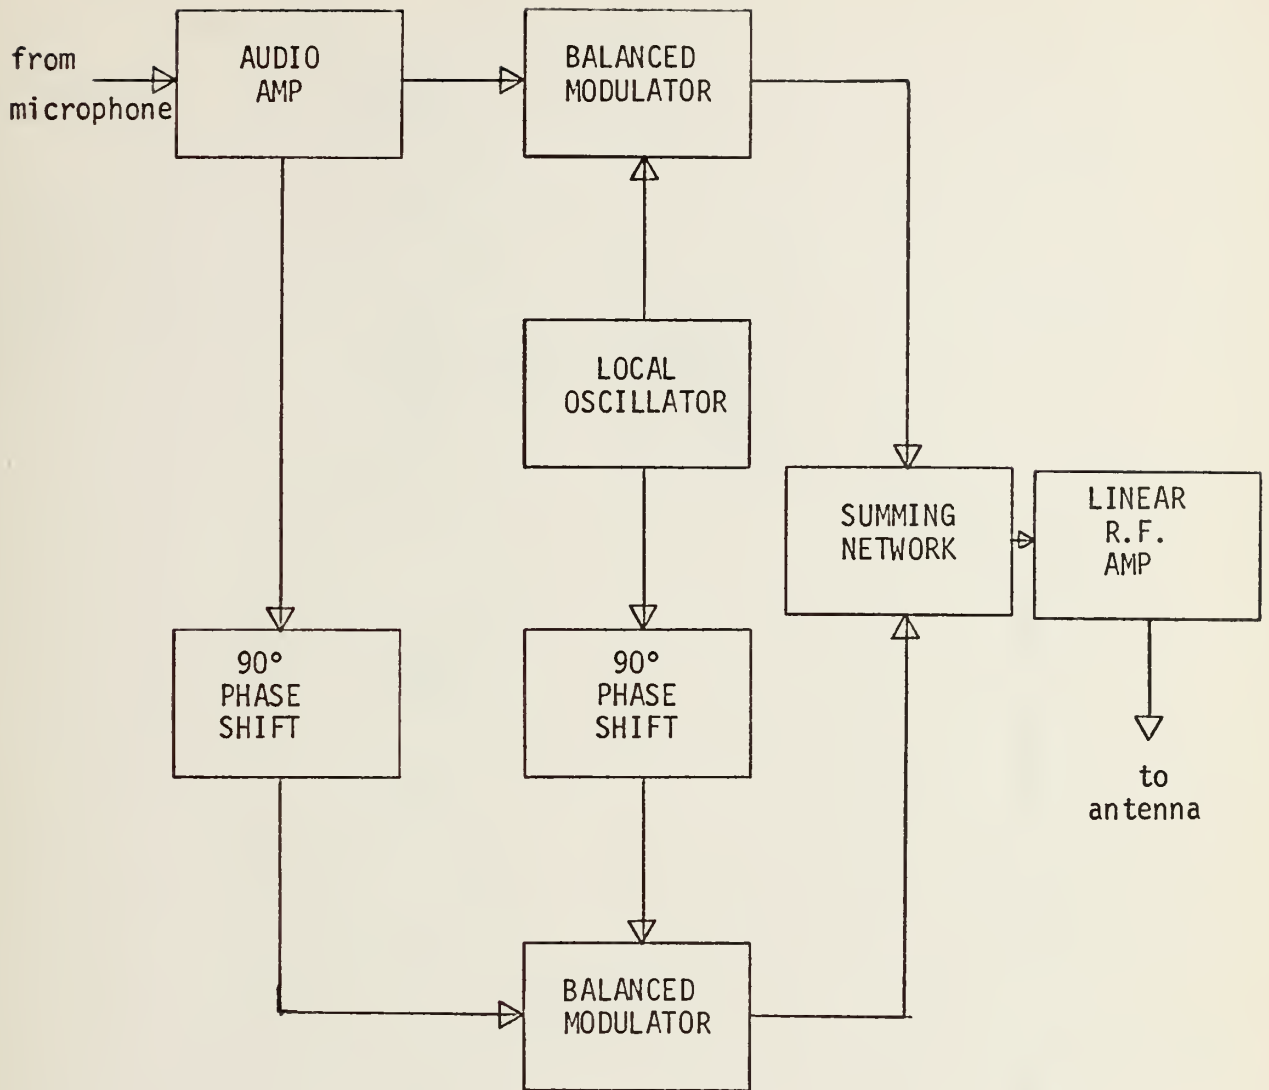 from
microphone
AUDIO
AMP
BALANCED
MODULATOR
LOCAL
OSCILLATOR
SUMMING
NETWORK
LINEAR
R.F.
AMP
90°
PHASE
SHIFT
90°
PHASE
SHIFT
to
antenna
BALANCED
MODULATOR